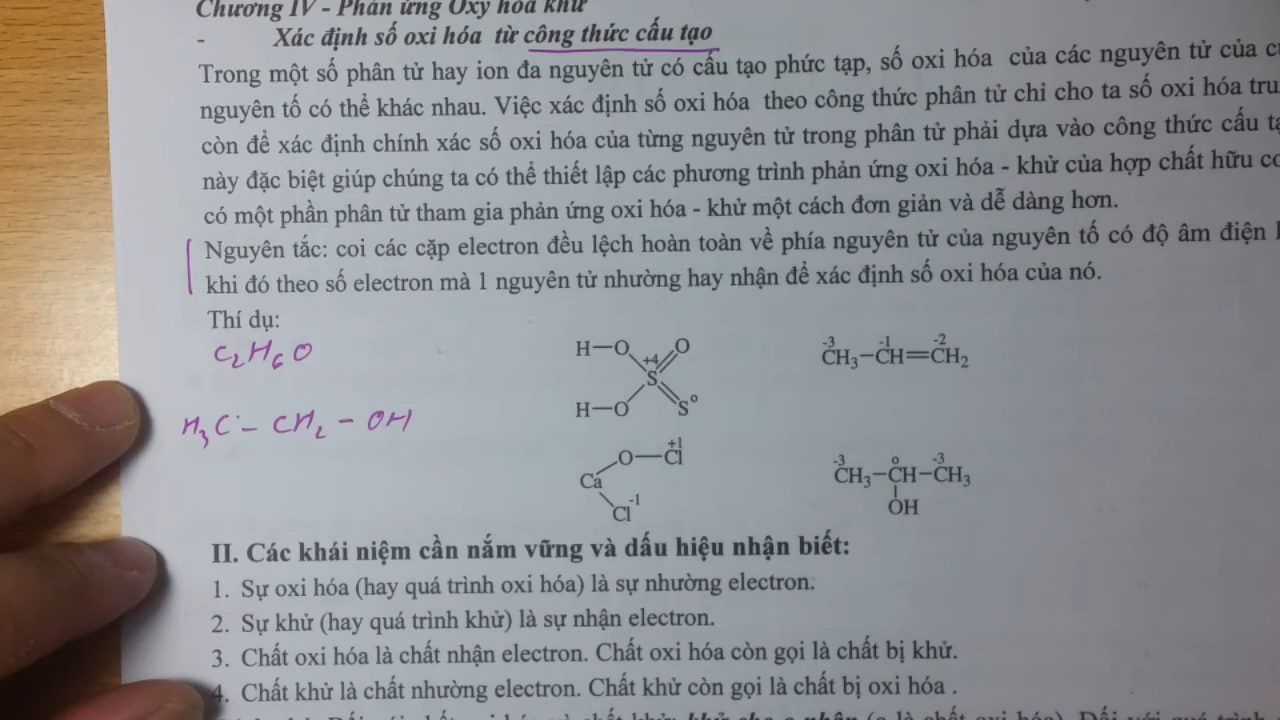 Chương IV - Phản ứng Oxy hóa khử
- Xác định số oxi hóa từ công thức cấu tạo
Trong một số phân tử hay ion đa nguyên tử có cấu tạo phức tạp, số oxi hóa của các nguyên tử của
nguyên tố có thể khác nhau. Việc xác định số oxi hóa theo công thức phân tử chỉ cho ta số oxi hóa
còn để xác định chính xác số oxi hóa của từng nguyên tử trong phân tử phải dựa vào công thức cấu
này đặc biệt giúp chúng ta có thể thiết lập các phương trình phản ứng oxi hóa - khử của hợp chất hữu
có một phần phân tử tham gia phản ứng oxi hóa - khử một cách đơn giản và dễ dàng hơn.
Nguyên tắc: coi các cặp electron đều lệch hoàn toàn về phía nguyên tử của nguyên tố có độ âm điện
khi đó theo số electron mà 1 nguyên tử nhường hay nhận để xác định số oxi hóa của nó.
Thí dụ:
C2H6O
H3C - CH2 - OH
H-O O
+4
S
H-O S o
O-Cl +1
Ca
Cl -1
-3 -1 -2
CH3-CH=CH2
-3 o -3
CH3-CH-CH3
OH
II. Các khái niệm cần nắm vững và dấu hiệu nhận biết:
1. Sự oxi hóa (hay quá trình oxi hóa) là sự nhường electron.
2. Sự khử (hay quá trình khử) là sự nhận electron.
3. Chất oxi hóa là chất nhận electron. Chất oxi hóa còn gọi là chất bị khử.
4. Chất khử là chất nhường electron. Chất khử còn gọi là chất bị oxi hóa .